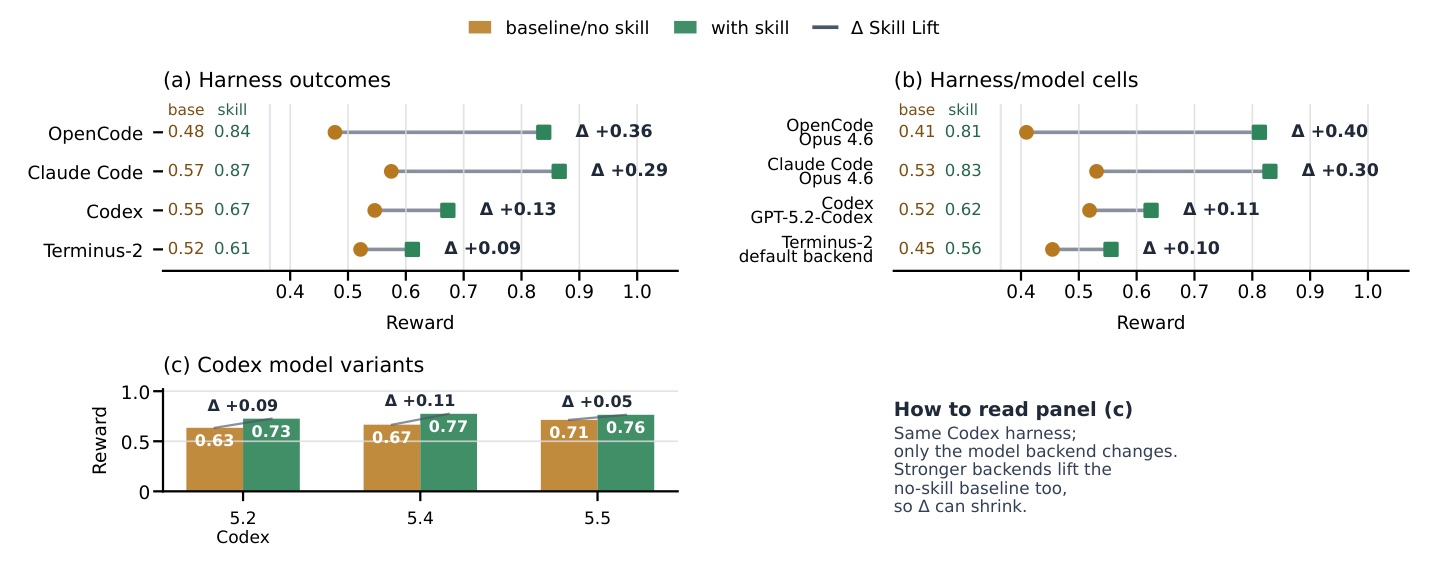 baseline/no skill with skill Δ Skill Lift
(a) Harness outcomes
base skill
OpenCode 0.48 0.84 Δ +0.36
Claude Code 0.57 0.87 Δ +0.29
Codex 0.55 0.67 Δ +0.13
Terminus-2 0.52 0.61 Δ +0.09
0.4 0.5 0.6 0.7 0.8 0.9 1.0
Reward
(b) Harness/model cells
base skill
OpenCode
Opus 4.6
0.41 0.81 Δ +0.40
Claude Code
Opus 4.6
0.53 0.83 Δ +0.30
Codex
GPT-5.2-Codex
0.52 0.62 Δ +0.11
Terminus-2
default backend
0.45 0.56 Δ +0.10
0.4 0.5 0.6 0.7 0.8 0.9 1.0
Reward
(c) Codex model variants
Reward
1.0
0.5
0
Δ +0.09 Δ +0.11 Δ +0.05
0.63 0.73 0.67 0.77 0.71 0.76
5.2 5.4 5.5
Codex
How to read panel (c)
Same Codex harness;
only the model backend changes.
Stronger backends lift the
no-skill baseline too,
so Δ can shrink.